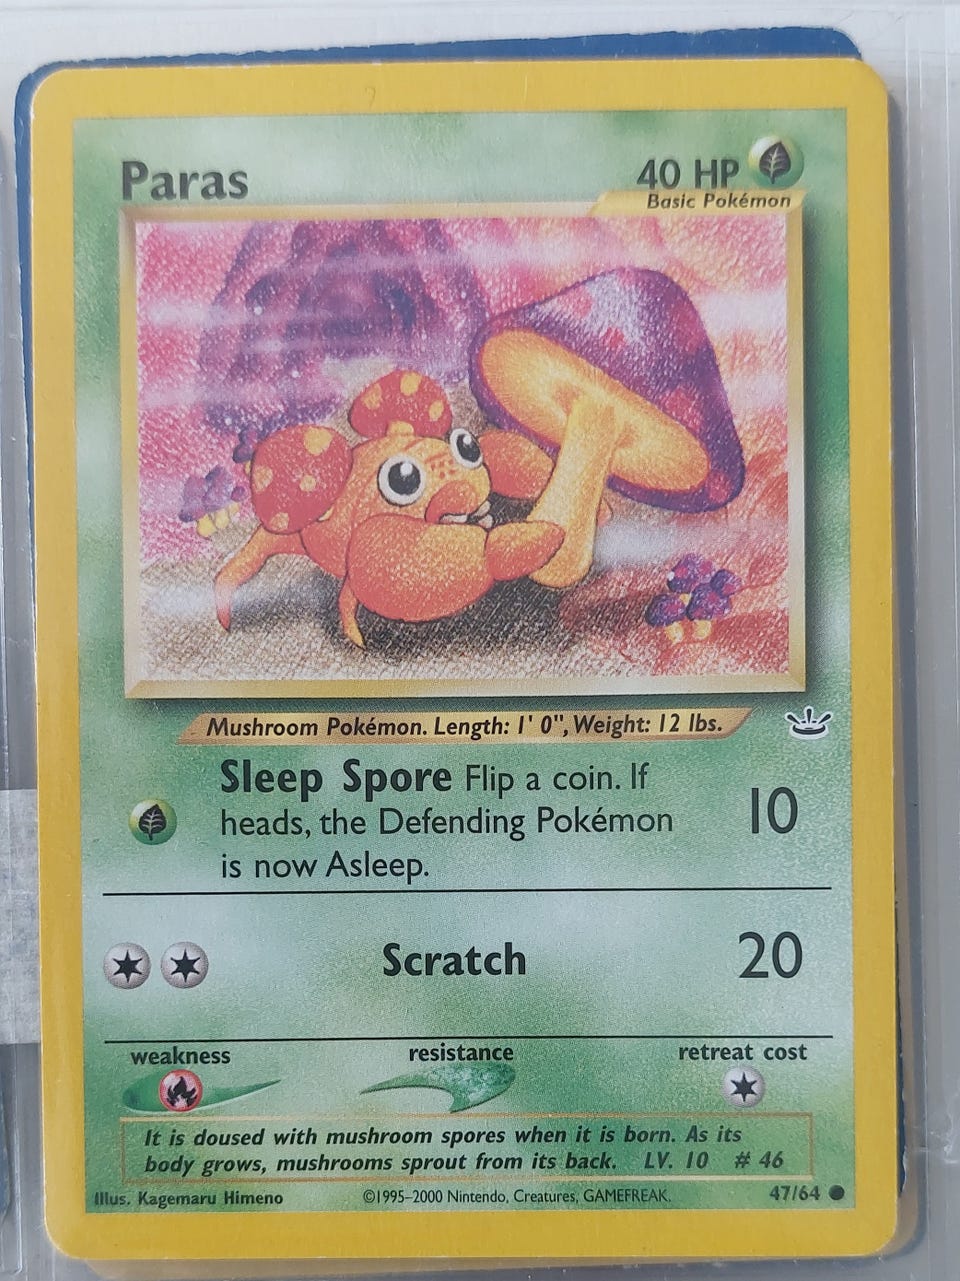 Paras
40 HP
Basic Pokémon
Mushroom Pokémon. Length: 1' 0", Weight: 12 lbs.
Sleep Spore Flip a coin. If
heads, the Defending Pokémon
is now Asleep.
10
Scratch
20
weakness
resistance
retreat cost
It is doused with mushroom spores when it is born. As its
body grows, mushrooms sprout from its back. LV. 10 # 46
Illus. Kagemaru Himeno
©1995–2000 Nintendo, Creatures, GAMEFREAK.
47/64